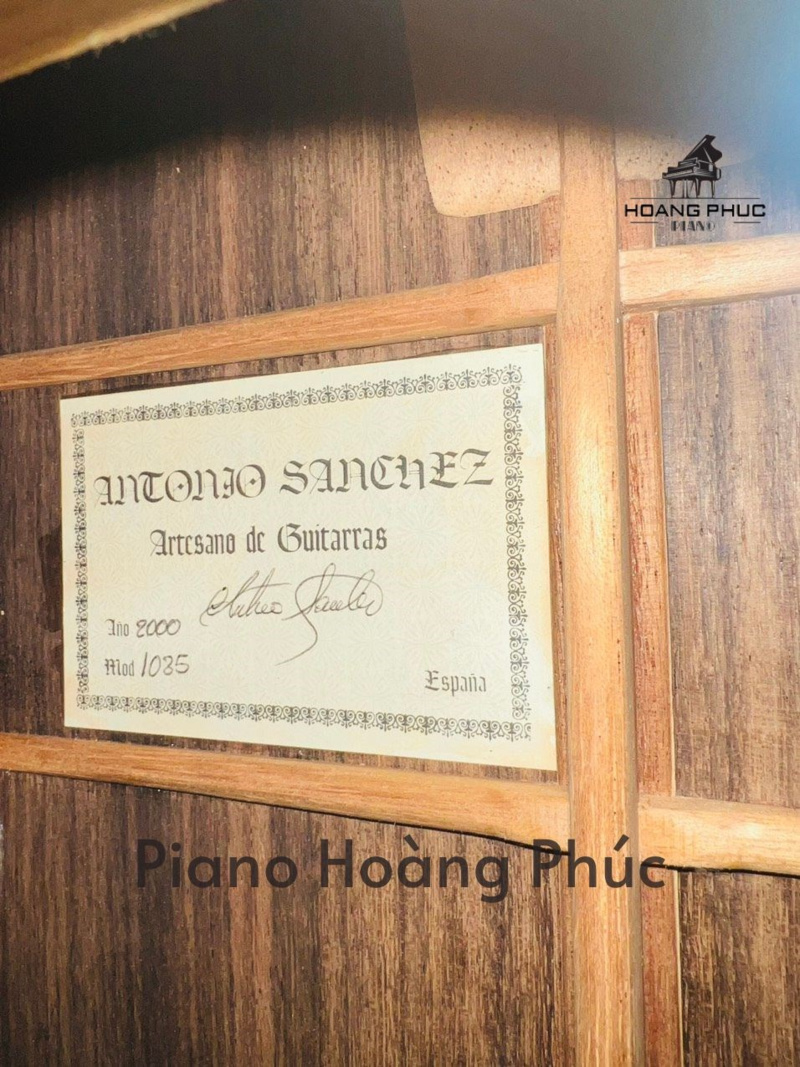 HOANG PHUC
PIANO
ANTONIO SANCHEZ
Artesano de Guitarras
Año 2000
Mod 1035
España
Piano Hoàng Phúc